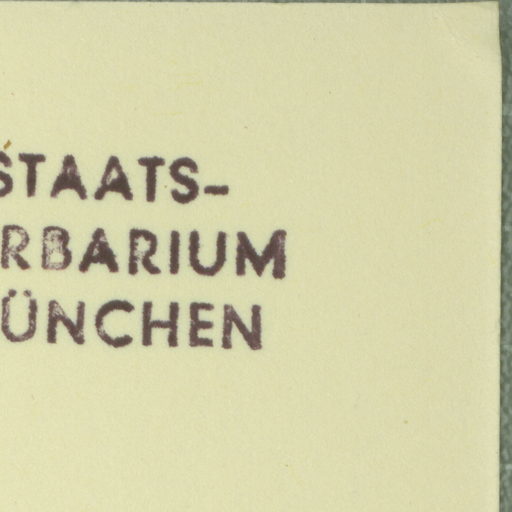 STAATS-
RBARIUM
ÜNCHEN